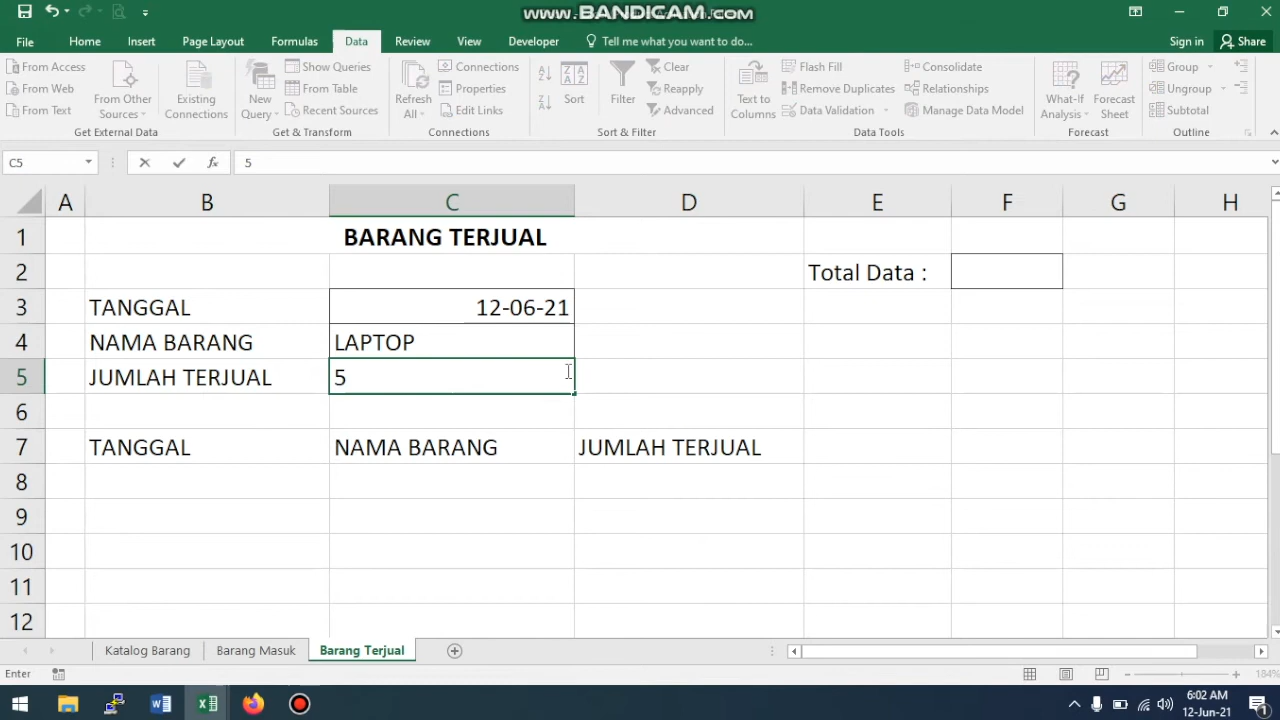 www.BANDICAM.com
File Home Insert Page Layout Formulas Data Review View Developer Tell me what you want to do... Sign in Share
From Access
From Web
From Text
From Other Sources
Existing Connections
Get External Data
New Query
Show Queries
From Table
Recent Sources
Get & Transform
Refresh All
Connections
Properties
Edit Links
Connections
Sort
Filter
Clear
Reapply
Advanced
Sort & Filter
Text to Columns
Flash Fill
Remove Duplicates
Data Validation
Consolidate
Relationships
Manage Data Model
Data Tools
What-If Analysis
Forecast Sheet
Forecast
Group
Ungroup
Subtotal
Outline
C5 fx 5
A B C D E F G H
1 BARANG TERJUAL
2 Total Data :
3 TANGGAL 12-06-21
4 NAMA BARANG LAPTOP
5 JUMLAH TERJUAL 5
6
7 TANGGAL NAMA BARANG JUMLAH TERJUAL
8
9
10
11
12
Katalog Barang Barang Masuk Barang Terjual
Enter 184%
6:02 AM
12-Jun-21
1